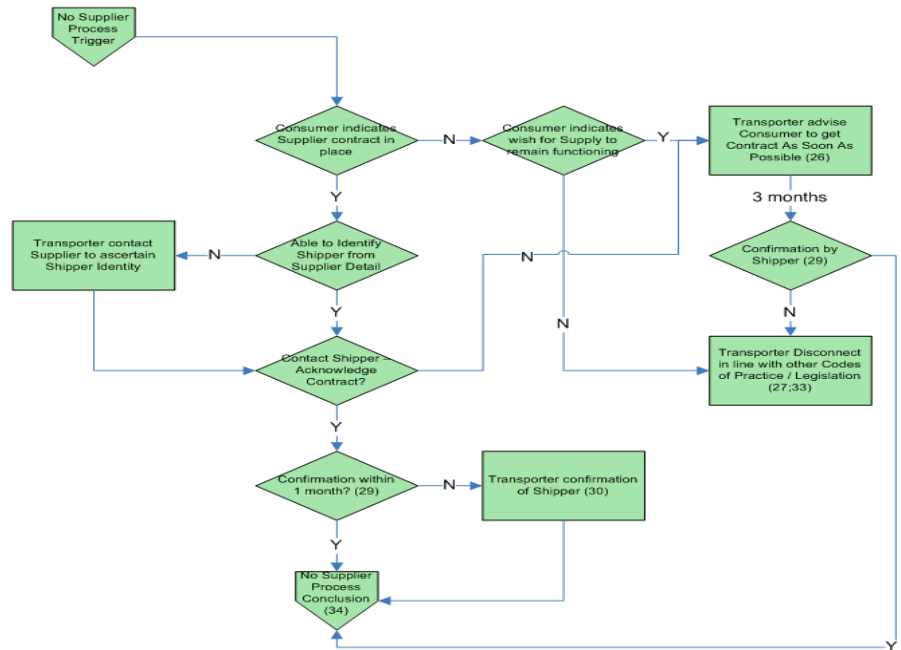 No Supplier
Process
Trigger
Consumer indicates
Supplier contract in
place
N
Consumer indicates
wish for Supply to
remain functioning
Y
Transporter advise
Consumer to get
Contract As Soon As
Possible (26)
Y
3 months
Transporter contact
Supplier to ascertain
Shipper Identity
N
Able to Identify
Shipper from
Supplier Detail
N
Confirmation by
Shipper (29)
Y
N
N
Contact Shipper –
Acknowledge
Contract?
Transporter Disconnect
in line with other Codes
of Practice / Legislation
(27;33)
Y
Confirmation within
1 month? (29)
N
Transporter confirmation
of Shipper (30)
Y
No Supplier
Process
Conclusion
(34)
Y